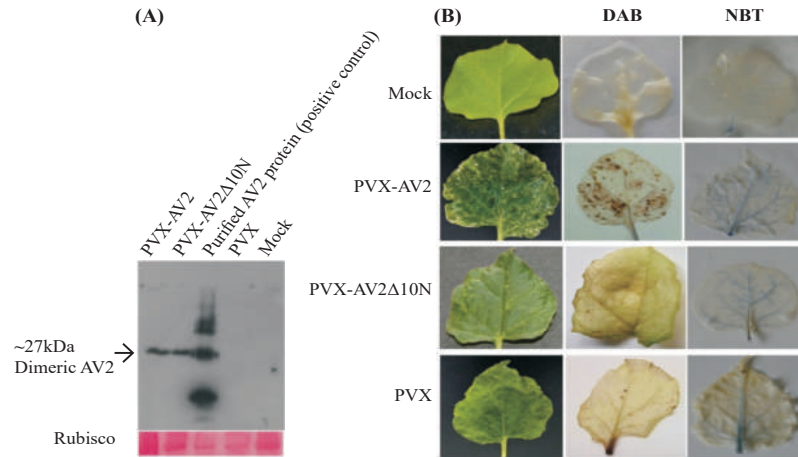 (A)
PVX-AV2
PVX-AV2Δ10N
Purified AV2 protein (positive control)
PVX
Mock
~27kDa
Dimeric AV2
Rubisco
(B)
DAB
NBT
Mock
PVX-AV2
PVX-AV2Δ10N
PVX